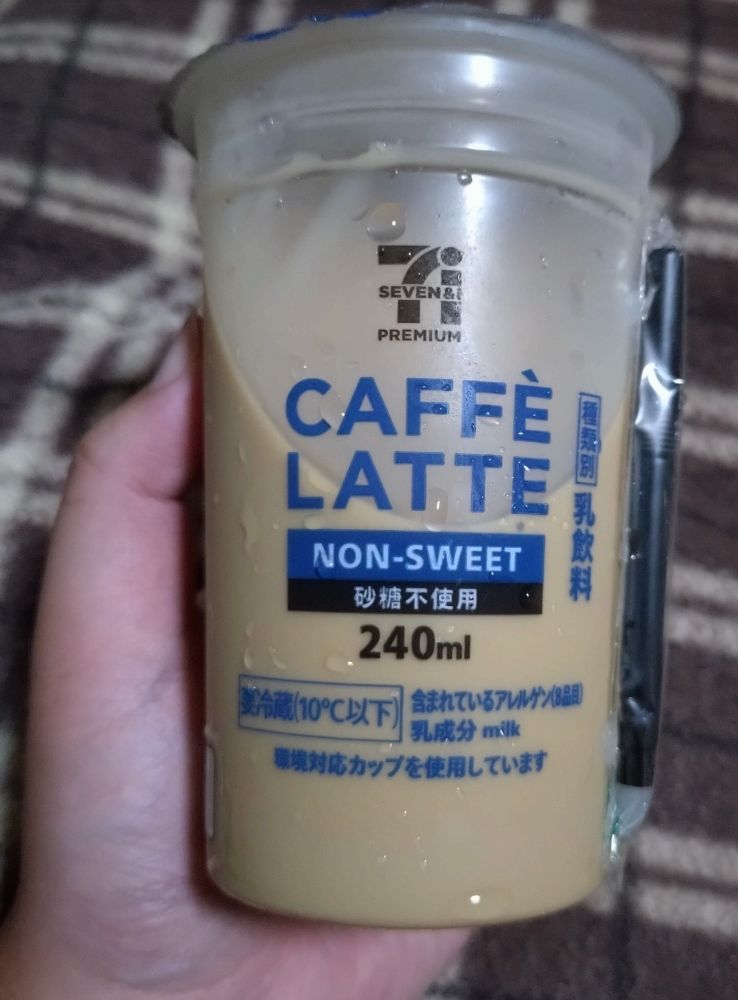 SEVEN&i
PREMIUM
CAFFÈ
LATTE
NON-SWEET
砂糖不使用
240ml
種類別 乳飲料
要冷蔵(10℃以下)
含まれているアレルゲン(8品目)
乳成分 milk
環境対応カップを使用しています